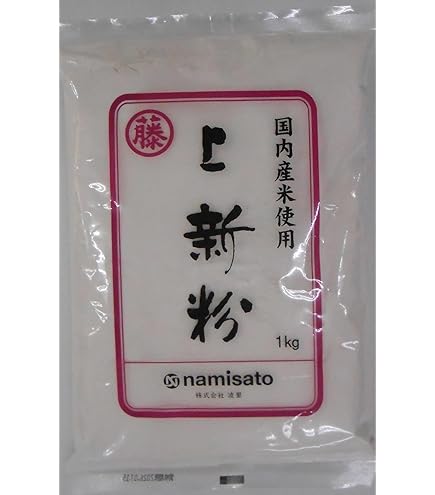 国内産米使用
藤
上新粉
1kg
namisato
株式会社 波里